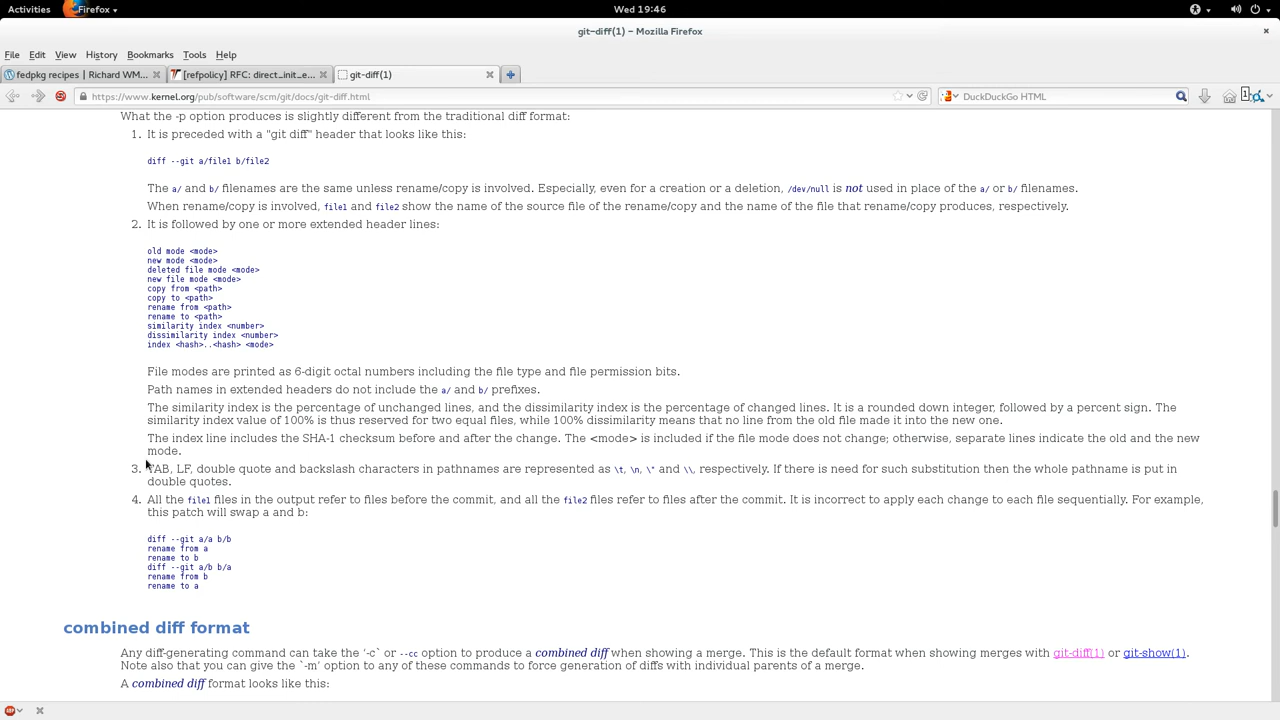 Activities Firefox Wed 19:46
git-diff(1) – Mozilla Firefox
File Edit View History Bookmarks Tools Help
fedpkg recipes | Richard WM... [refpolicy] RFC: direct_init_e... git-diff(1)
https://www.kernel.org/pub/software/scm/git/docs/git-diff.html DuckDuckGo HTML 1
What the -p option produces is slightly different from the traditional diff format:
1. It is preceded with a "git diff" header that looks like this:
diff --git a/file1 b/file2
The a/ and b/ filenames are the same unless rename/copy is involved. Especially, even for a creation or a deletion, /dev/null is not used in place of the a/ or b/ filenames.
When rename/copy is involved, file1 and file2 show the name of the source file of the rename/copy and the name of the file that rename/copy produces, respectively.
2. It is followed by one or more extended header lines:
old mode <mode>
new mode <mode>
deleted file mode <mode>
new file mode <mode>
copy from <path>
copy to <path>
rename from <path>
rename to <path>
similarity index <number>
dissimilarity index <number>
index <hash>..<hash> <mode>
File modes are printed as 6-digit octal numbers including the file type and file permission bits.
Path names in extended headers do not include the a/ and b/ prefixes.
The similarity index is the percentage of unchanged lines, and the dissimilarity index is the percentage of changed lines. It is a rounded down integer, followed by a percent sign. The
similarity index value of 100% is thus reserved for two equal files, while 100% dissimilarity means that no line from the old file made it into the new one.
The index line includes the SHA-1 checksum before and after the change. The <mode> is included if the file mode does not change; otherwise, separate lines indicate the old and the new
mode.
3. TAB, LF, double quote and backslash characters in pathnames are represented as \t, \n, \" and \\, respectively. If there is need for such substitution then the whole pathname is put in
double quotes.
4. All the file1 files in the output refer to files before the commit, and all the file2 files refer to files after the commit. It is incorrect to apply each change to each file sequentially. For example,
this patch will swap a and b:
diff --git a/a b/b
rename from a
rename to b
diff --git a/b b/a
rename from b
rename to a
combined diff format
Any diff-generating command can take the ‘-c` or --cc option to produce a combined diff when showing a merge. This is the default format when showing merges with git-diff(1) or git-show(1).
Note also that you can give the `-m’ option to any of these commands to force generation of diffs with individual parents of a merge.
A combined diff format looks like this: